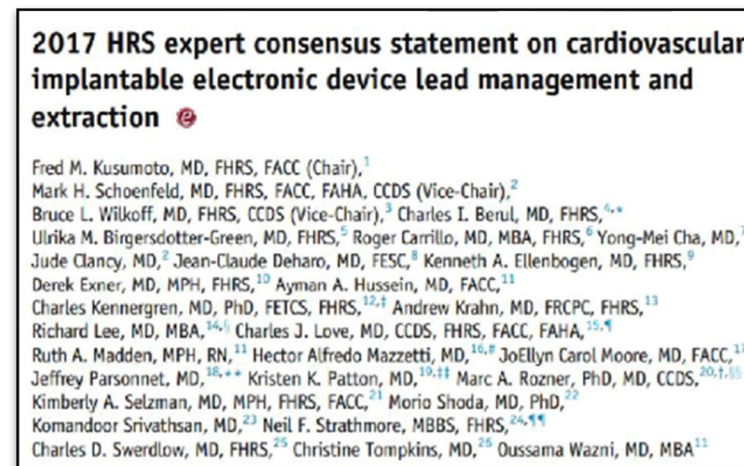 2017 HRS expert consensus statement on cardiovascular
implantable electronic device lead management and
extraction
Fred M. Kusumoto, MD, FHRS, FACC (Chair),1
Mark H. Schoenfeld, MD, FHRS, FACC, FAHA, CCDS (Vice-Chair),2
Bruce L. Wilkoff, MD, FHRS, CCDS (Vice-Chair),3 Charles I. Berul, MD, FHRS,4,*
Ulrika M. Birgersdotter-Green, MD, FHRS,5 Roger Carrillo, MD, MBA, FHRS,6 Yong-Mei Cha, MD,7
Jude Clancy, MD,2 Jean-Claude Deharo, MD, FESC,8 Kenneth A. Ellenbogen, MD, FHRS,9
Derek Exner, MD, MPH, FHRS,10 Ayman A. Hussein, MD, FACC,11
Charles Kennergren, MD, PhD, FETCS, FHRS,12,‡ Andrew Krahn, MD, FRCPC, FHRS,13
Richard Lee, MD, MBA,14,§ Charles J. Love, MD, CCDS, FHRS, FACC, FAHA,15,¶
Ruth A. Madden, MPH, RN,11 Hector Alfredo Mazzetti, MD,16,# JoEllyn Carol Moore, MD, FACC,17
Jeffrey Parsonnet, MD,18,** Kristen K. Patton, MD,19,‡‡ Marc A. Rozner, PhD, MD, CCDS,20,†,§§
Kimberly A. Selzman, MD, MPH, FHRS, FACC,21 Morio Shoda, MD, PhD,22
Komandoor Srivathsan, MD,23 Neil F. Strathmore, MBBS, FHRS,24,¶¶
Charles D. Swerdlow, MD, FHRS,25 Christine Tompkins, MD,26 Oussama Wazni, MD, MBA11